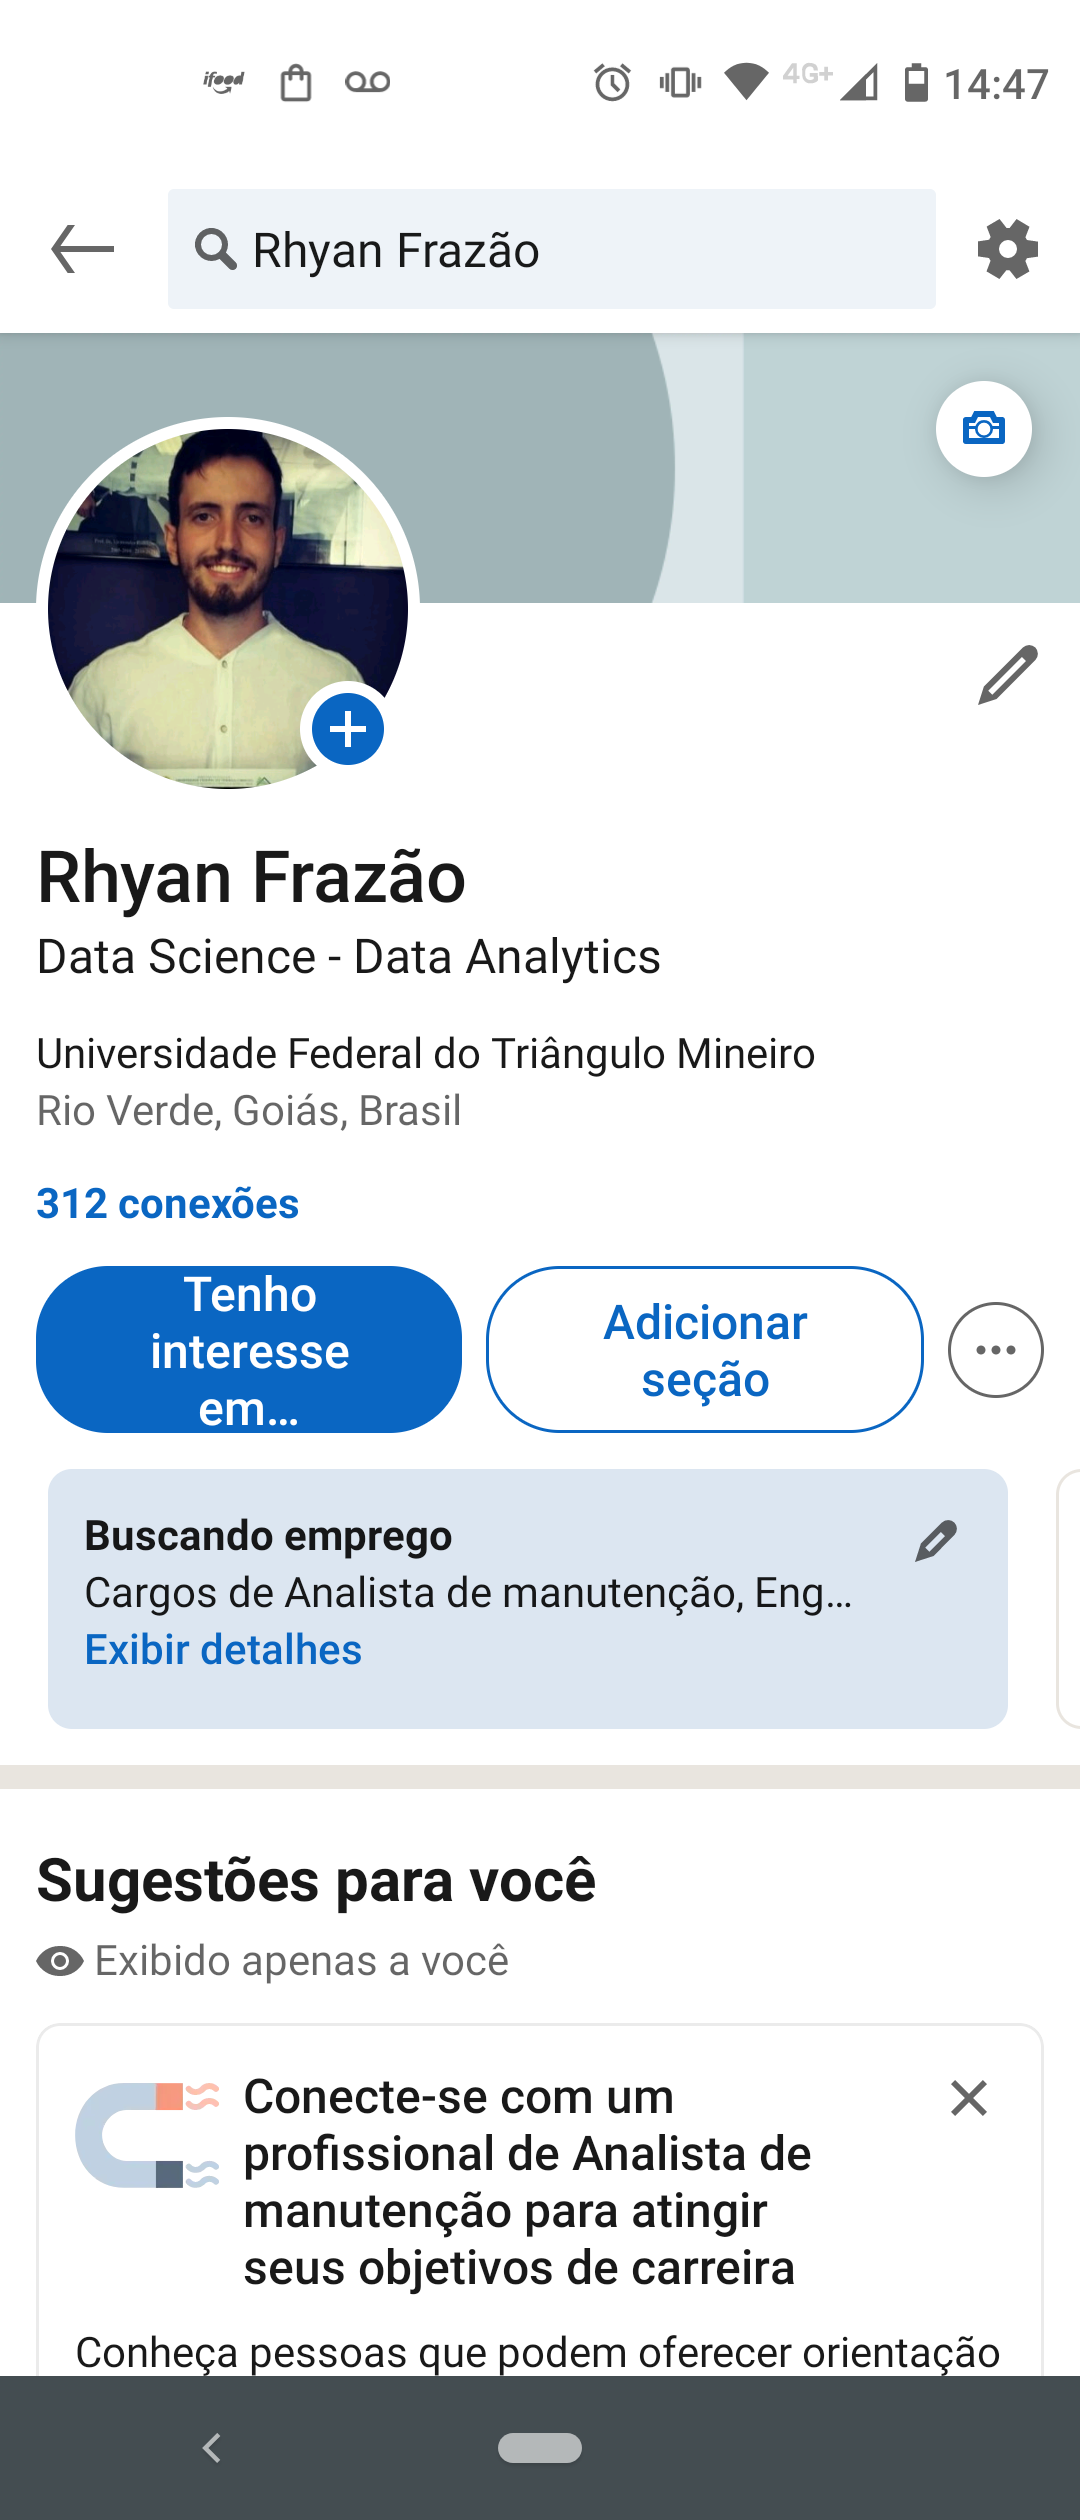 ifood
4G+
14:47
Rhyan Frazão
Rhyan Frazão
Data Science - Data Analytics
Universidade Federal do Triângulo Mineiro
Rio Verde, Goiás, Brasil
312 conexões
Tenho
interesse
em...
Adicionar
seção
Buscando emprego
Cargos de Analista de manutenção, Eng...
Exibir detalhes
Sugestões para você
Exibido apenas a você
Conecte-se com um
profissional de Analista de
manutenção para atingir
seus objetivos de carreira
Conheça pessoas que podem oferecer orientação